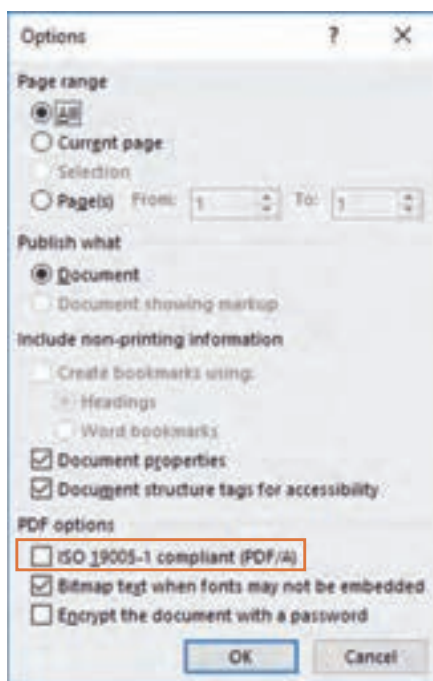 Options ? ×
Page range
All
Current page
Selection
Page(s) From: 1 To: 1
Publish what
Document
Document showing markup
Include non-printing information
Create bookmarks using:
Headings
Word bookmarks
Document properties
Document structure tags for accessibility
PDF options
ISO 19005-1 compliant (PDF/A)
Bitmap text when fonts may not be embedded
Encrypt the document with a password
OK Cancel